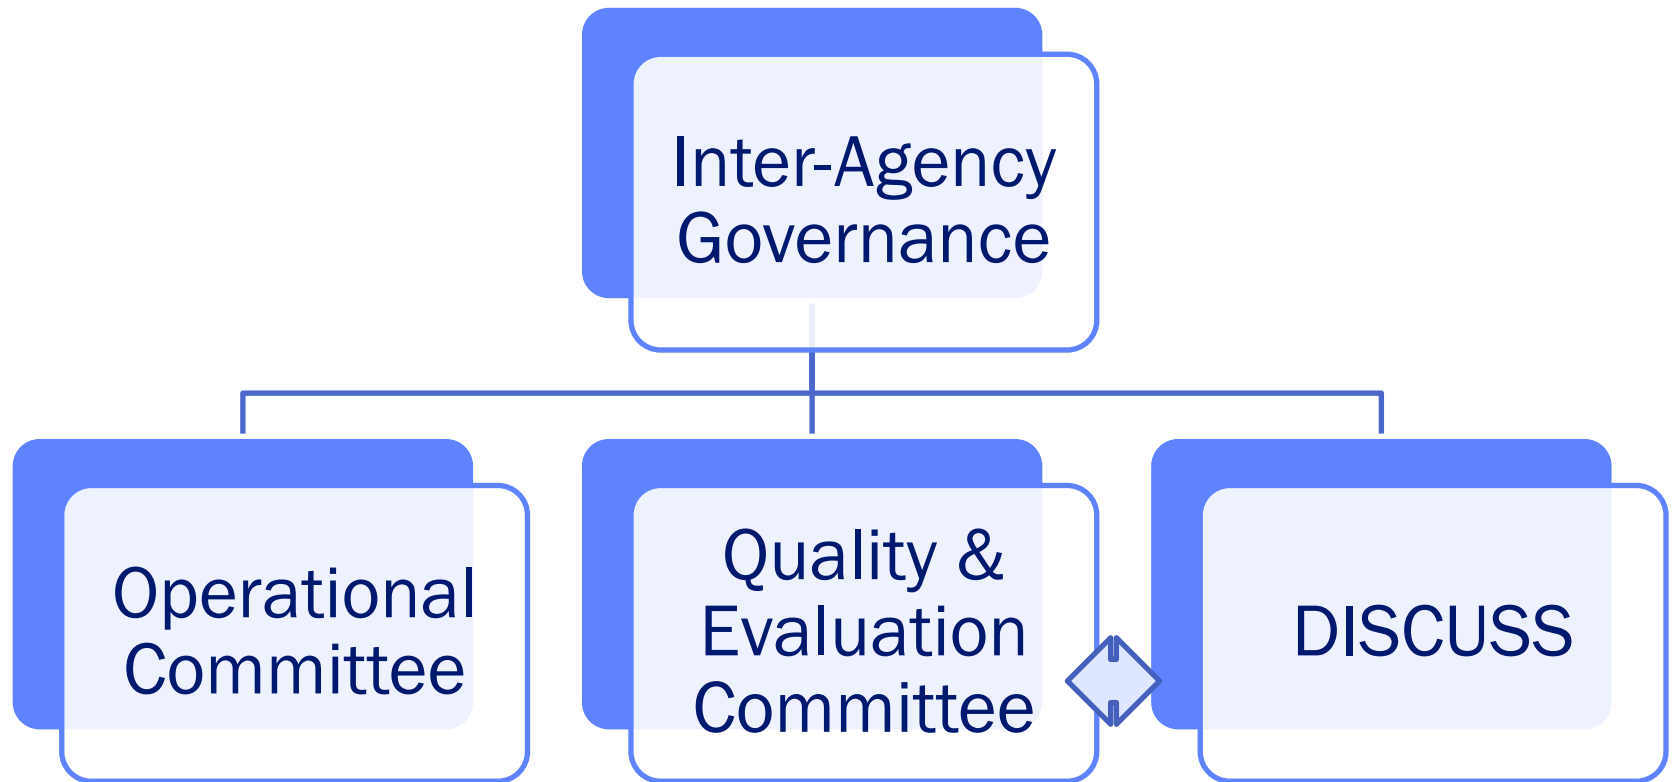 Inter-Agency
Governance
Operational
Committee
Quality &
Evaluation
Committee
DISCUSS